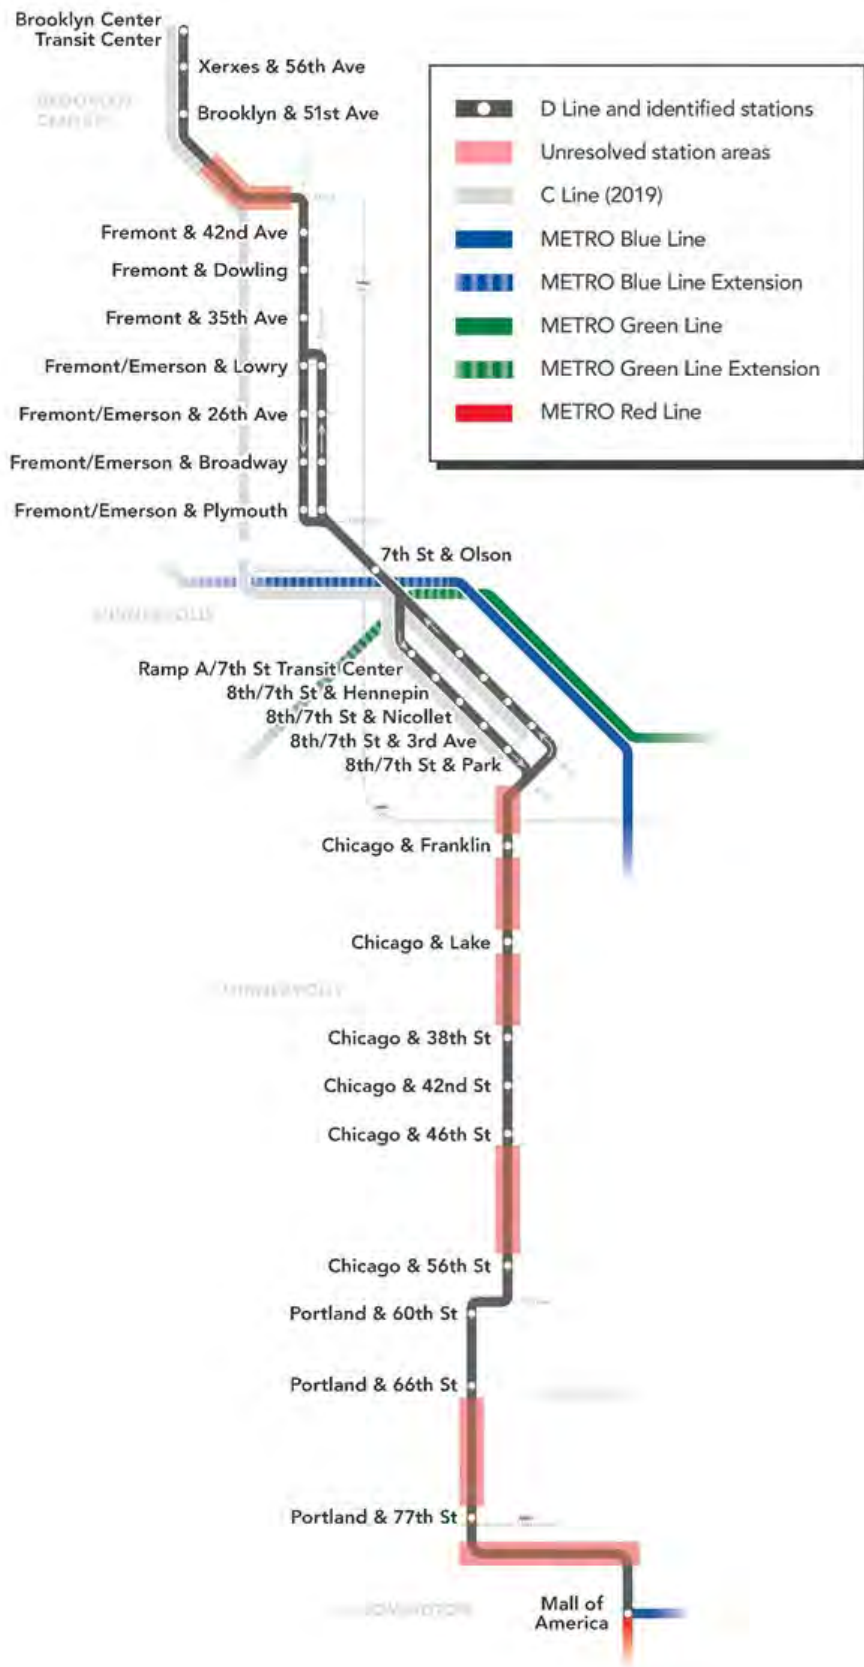 Brooklyn Center
Transit Center
Xerxes & 56th Ave
Brooklyn & 51st Ave
D Line and identified stations
Unresolved station areas
C Line (2019)
METRO Blue Line
METRO Blue Line Extension
METRO Green Line
METRO Green Line Extension
METRO Red Line
Fremont & 42nd Ave
Fremont & Dowling
Fremont & 35th Ave
Fremont/Emerson & Lowry
Fremont/Emerson & 26th Ave
Fremont/Emerson & Broadway
Fremont/Emerson & Plymouth
7th St & Olson
Ramp A/7th St Transit Center
8th/7th St & Hennepin
8th/7th St & Nicollet
8th/7th St & 3rd Ave
8th/7th St & Park
Chicago & Franklin
Chicago & Lake
Chicago & 38th St
Chicago & 42nd St
Chicago & 46th St
Chicago & 56th St
Portland & 60th St
Portland & 66th St
Portland & 77th St
Mall of
America